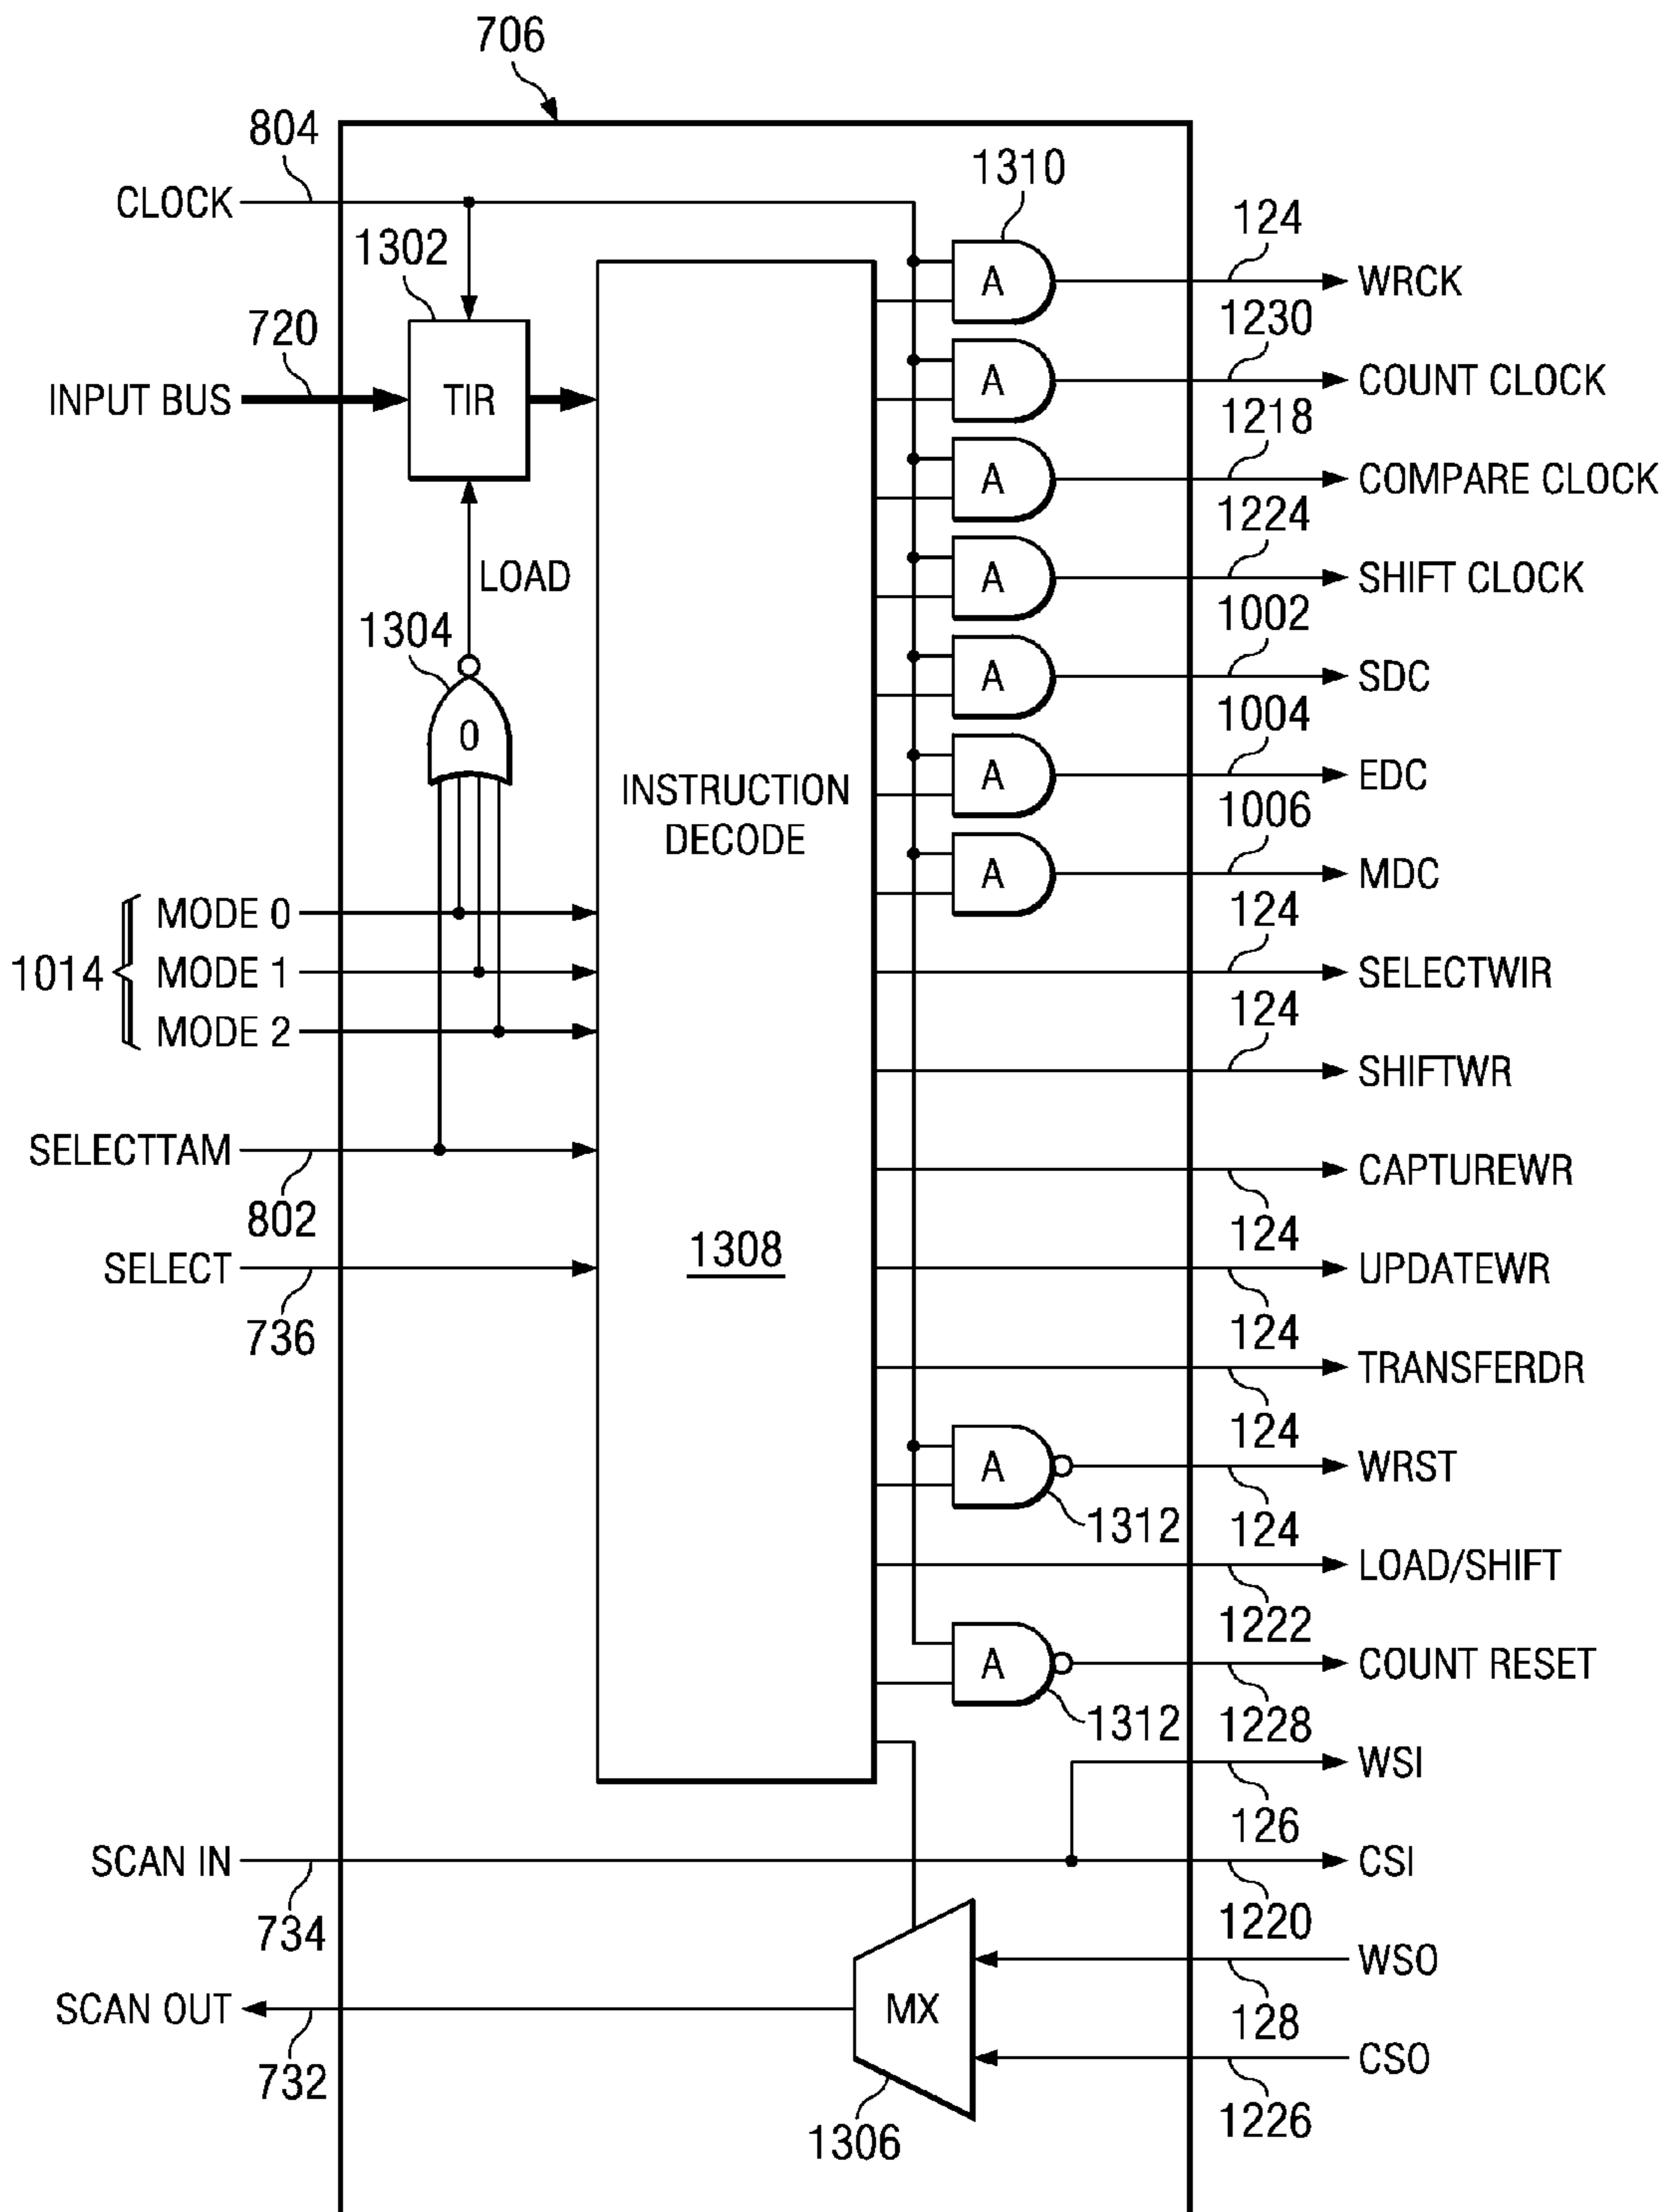 706
804
CLOCK
1302
720
INPUT BUS
TIR
LOAD
1304
0
1014
MODE 0
MODE 1
MODE 2
SELECTTAM
802
SELECT
736
INSTRUCTION
DECODE
1308
1310
A
124
WRCK
A
1230
COUNT CLOCK
A
1218
COMPARE CLOCK
A
1224
SHIFT CLOCK
A
1002
SDC
A
1004
EDC
A
1006
MDC
124
SELECTWIR
124
SHIFTWR
CAPTUREWR
124
UPDATEWR
124
TRANSFERDR
124
A
1312
WRST
124
LOAD/SHIFT
1222
A
1312
COUNT RESET
1228
WSI
126
SCAN IN
734
CSI
1220
WSO
128
SCAN OUT
732
MX
1306
CSO
1226